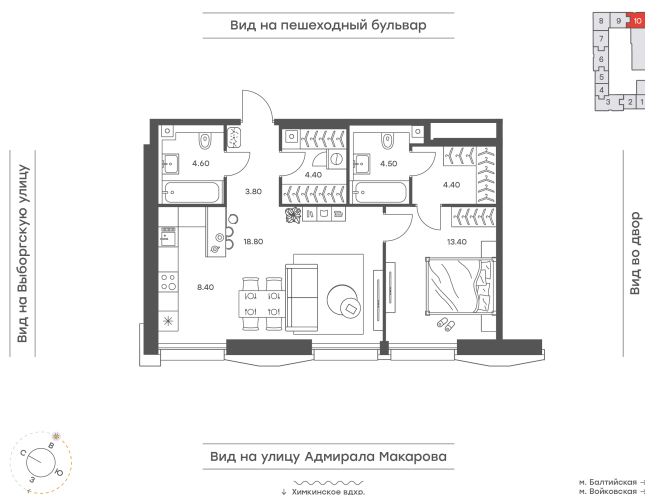 Вид на пешеходный бульвар
8 9 10
7
6
5
4
3 2 1
Вид на Выборгскую улицу
4.60
3.80
4.40
4.50
4.40
18.80
13.40
8.40
Вид во двор
В
С
Ю
З
Вид на улицу Адмирала Макарова
↓ Химкинское вдхр.
м. Балтийская →
м. Войковская →